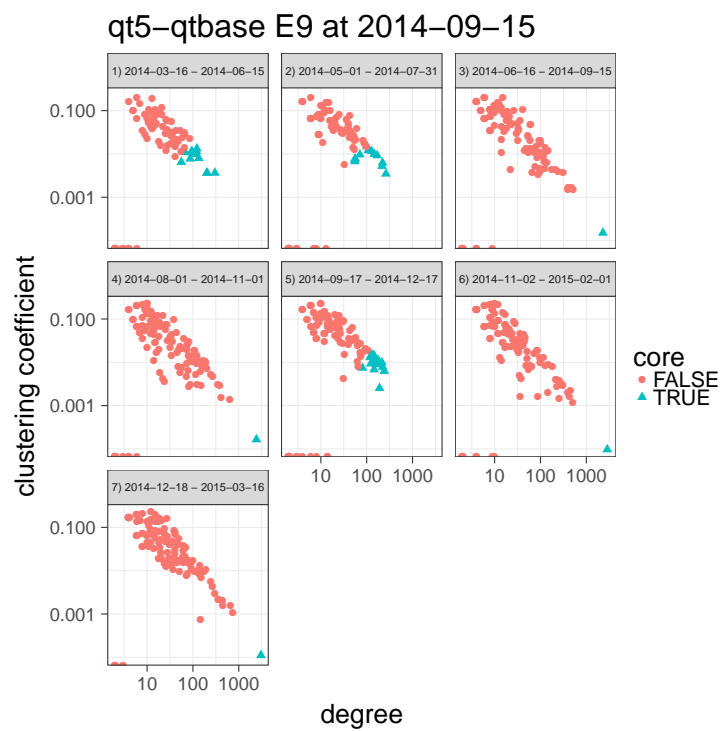 qt5−qtbase E9 at 2014−09−15
1) 2014−03−16 − 2014−06−15
2) 2014−05−01 − 2014−07−31
3) 2014−06−16 − 2014−09−15
0.100
0.001
4) 2014−08−01 − 2014−11−01
5) 2014−09−17 − 2014−12−17
6) 2014−11−02 − 2015−02−01
0.100
0.001
10 100 1000
10 100 1000
7) 2014−12−18 − 2015−03−16
0.100
0.001
10 100 1000
degree
clustering coefficient
core
FALSE
TRUE